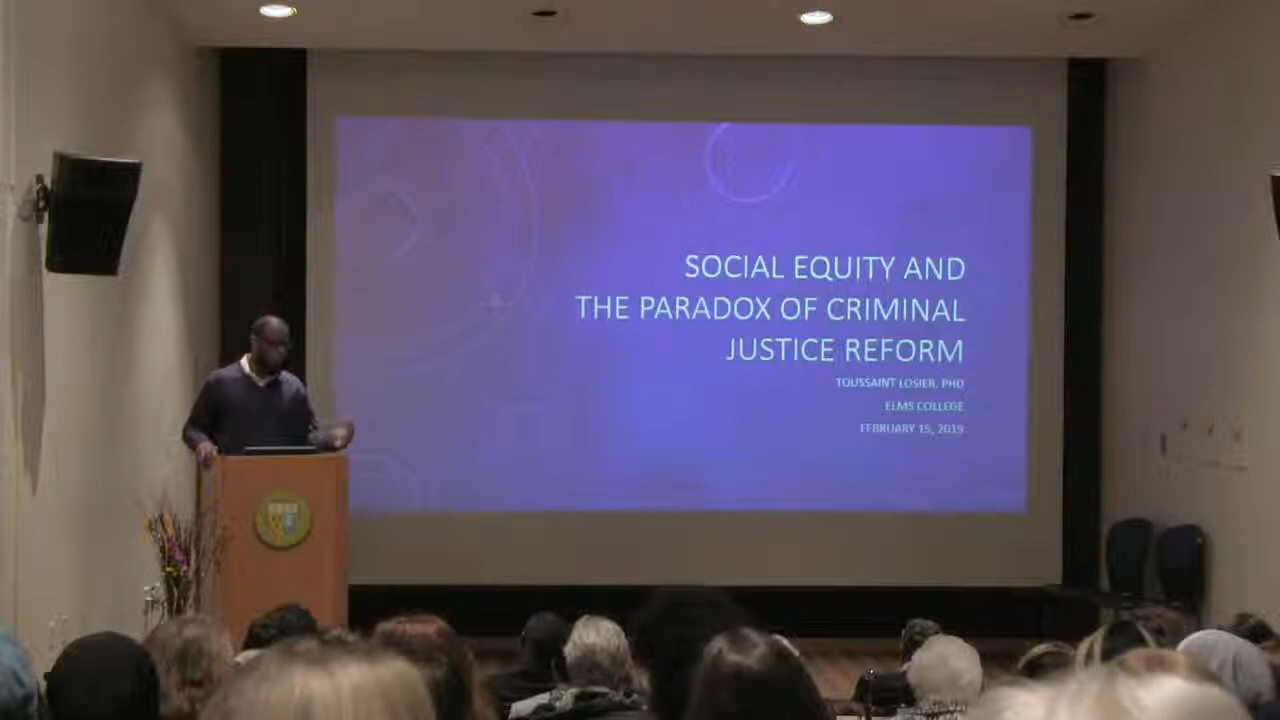 SOCIAL EQUITY AND
THE PARADOX OF CRIMINAL
JUSTICE REFORM
TOUSSAINT LOSIER, PHD
ELMS COLLEGE
FEBRUARY 15, 2019